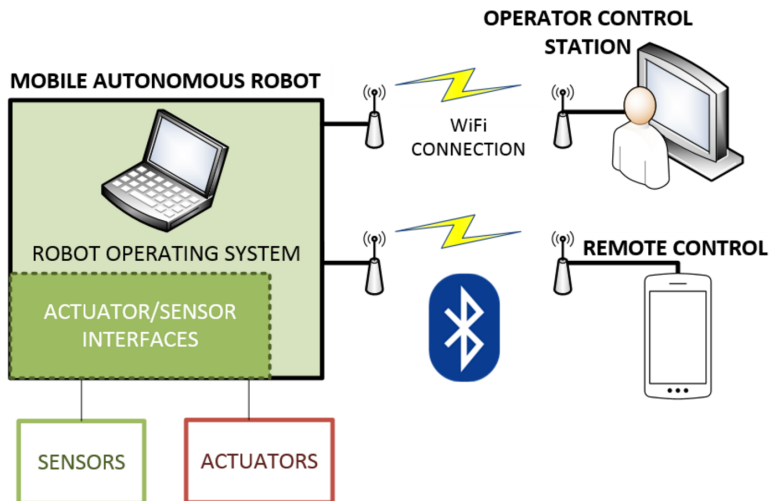 OPERATOR CONTROL
STATION
MOBILE AUTONOMOUS ROBOT
WiFi
CONNECTION
ROBOT OPERATING SYSTEM
REMOTE CONTROL
ACTUATOR/SENSOR
INTERFACES
SENSORS
ACTUATORS